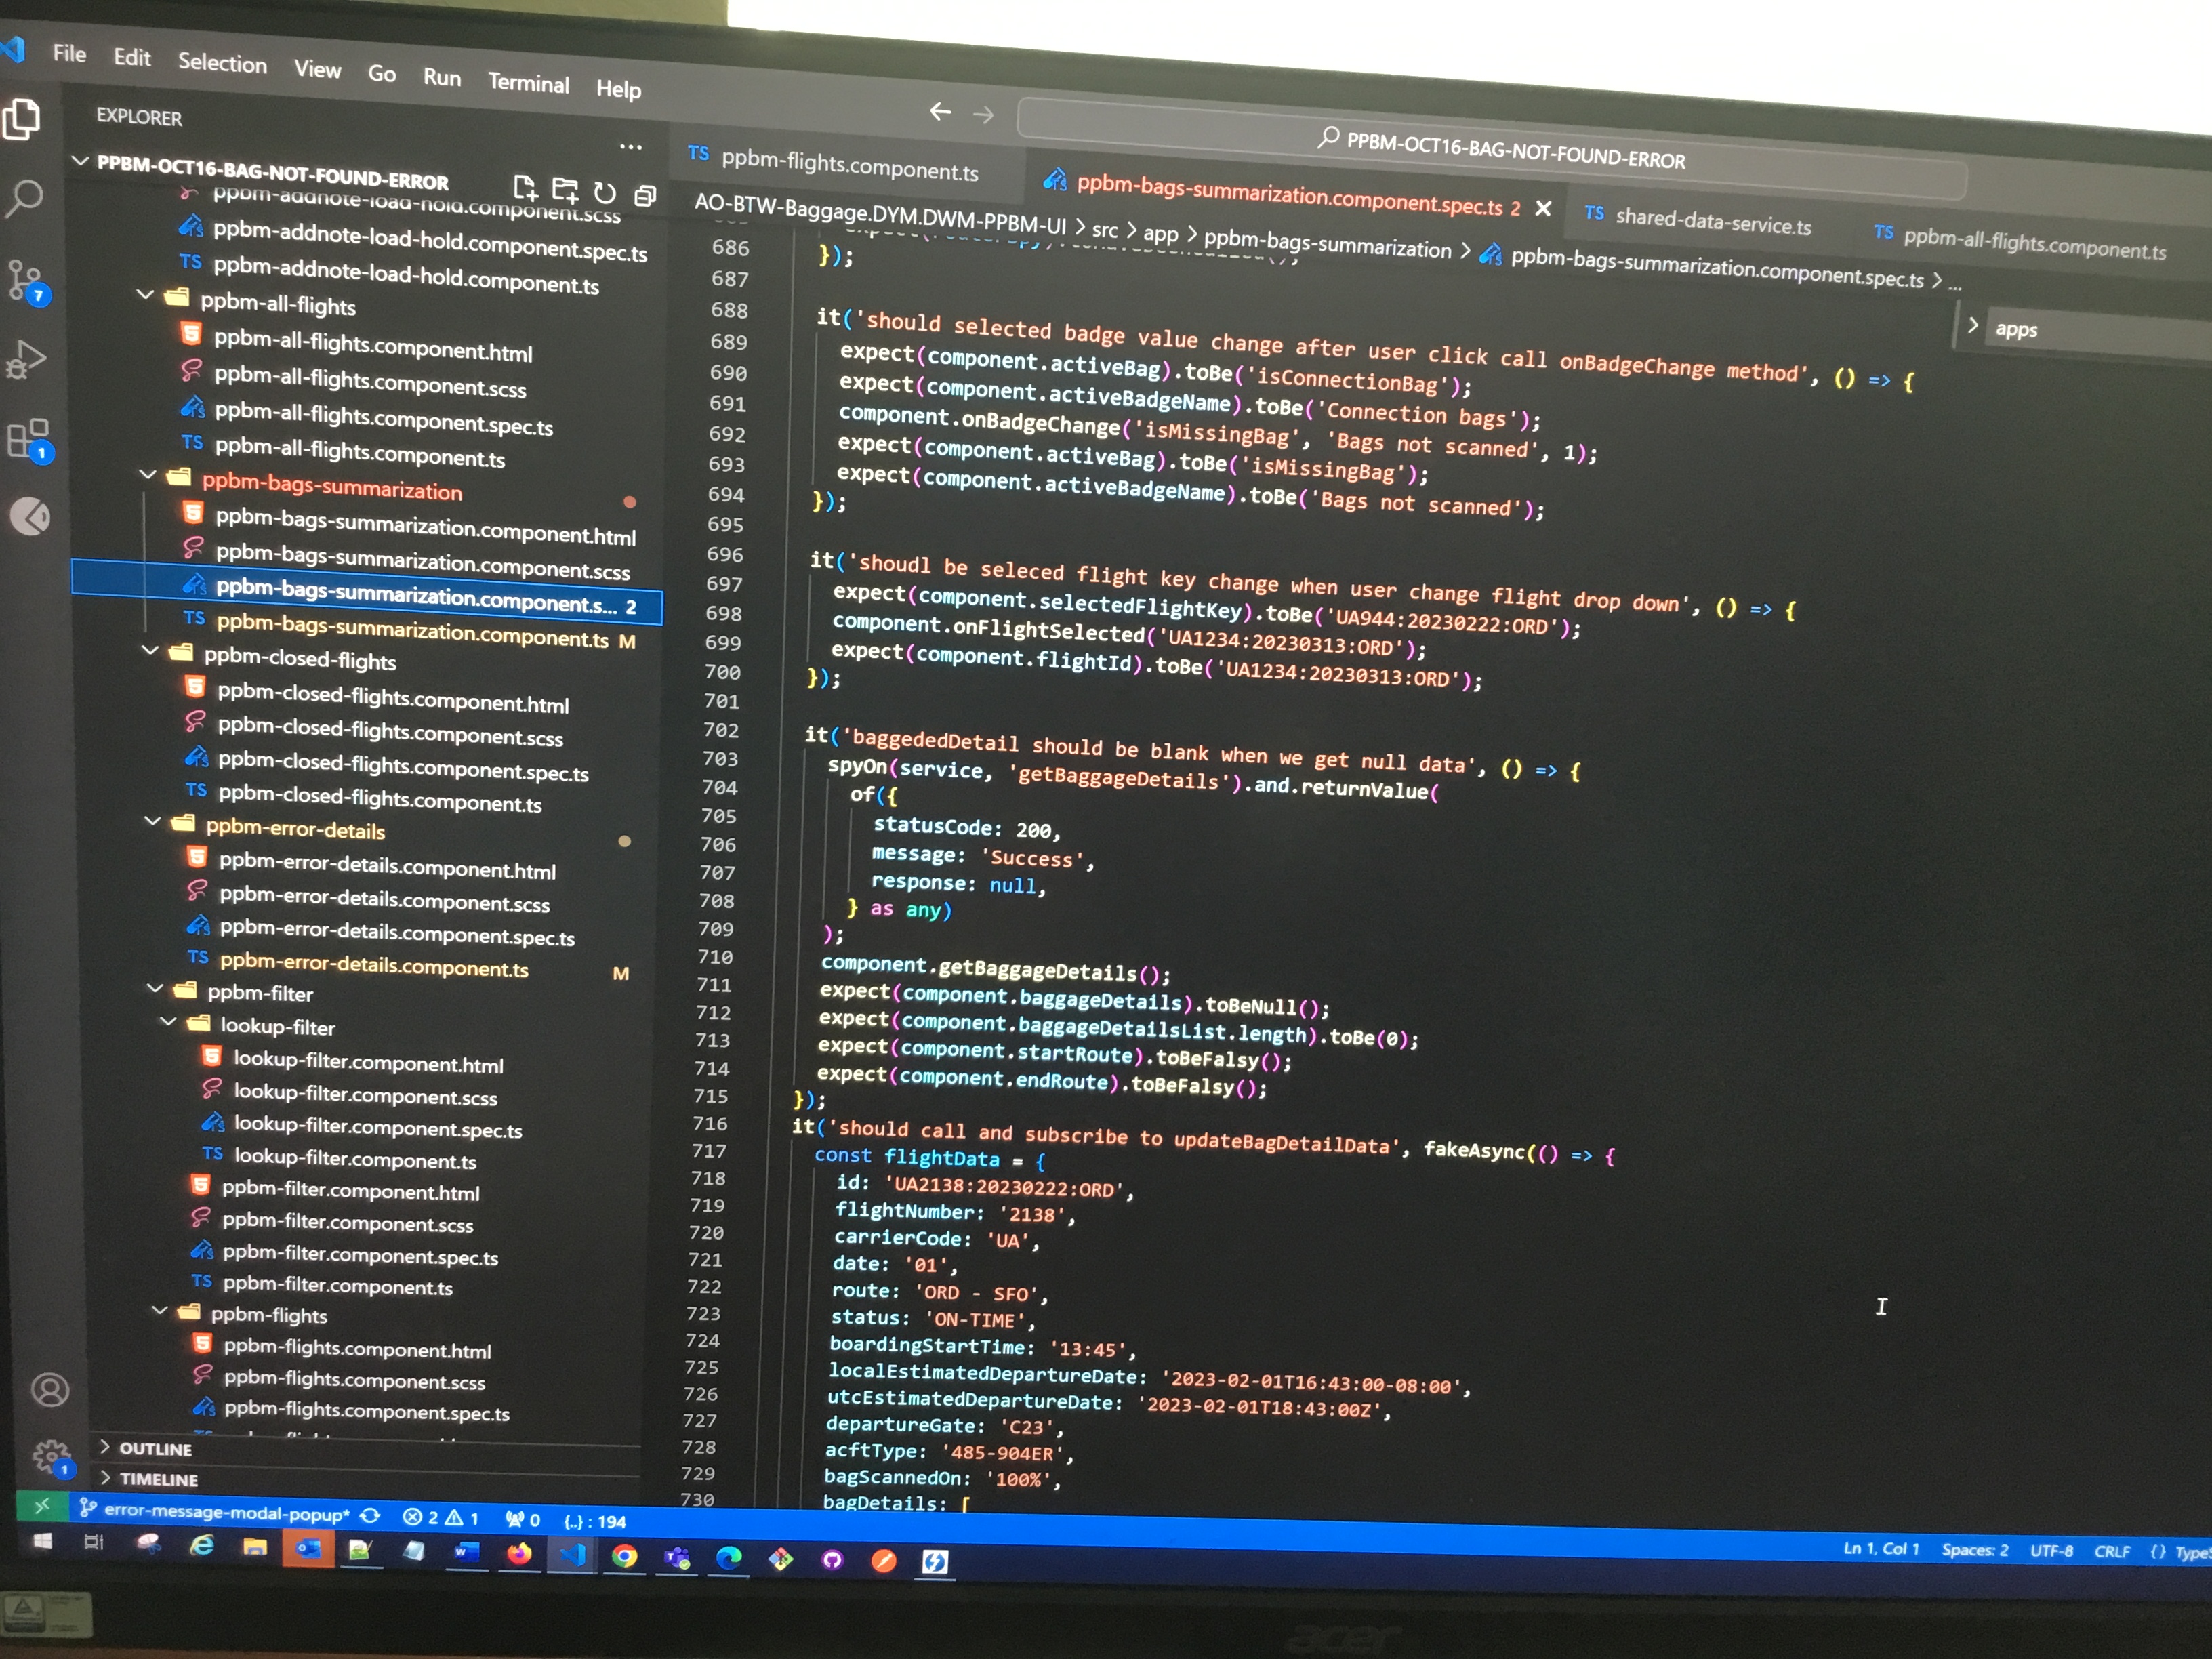 File Edit Selection View Go Run Terminal Help
PPBM-OCT16-BAG-NOT-FOUND-ERROR
EXPLORER
PPBM-OCT16-BAG-NOT-FOUND-ERROR
ppbm-addnote-load-hold.component.scss
ppbm-addnote-load-hold.component.spec.ts
TS ppbm-addnote-load-hold.component.ts
ppbm-all-flights
ppbm-all-flights.component.html
ppbm-all-flights.component.scss
ppbm-all-flights.component.spec.ts
TS ppbm-all-flights.component.ts
ppbm-bags-summarization
ppbm-bags-summarization.component.html
ppbm-bags-summarization.component.scss
ppbm-bags-summarization.component.s... 2
TS ppbm-bags-summarization.component.ts M
ppbm-closed-flights
ppbm-closed-flights.component.html
ppbm-closed-flights.component.scss
ppbm-closed-flights.component.spec.ts
TS ppbm-closed-flights.component.ts
ppbm-error-details
ppbm-error-details.component.html
ppbm-error-details.component.scss
ppbm-error-details.component.spec.ts
TS ppbm-error-details.component.ts M
ppbm-filter
lookup-filter
lookup-filter.component.html
lookup-filter.component.scss
lookup-filter.component.spec.ts
TS lookup-filter.component.ts
ppbm-filter.component.html
ppbm-filter.component.scss
ppbm-filter.component.spec.ts
TS ppbm-filter.component.ts
ppbm-flights
ppbm-flights.component.html
ppbm-flights.component.scss
ppbm-flights.component.spec.ts
OUTLINE
TIMELINE
7
1
1
TS ppbm-flights.component.ts
ppbm-bags-summarization.component.spec.ts 2
TS shared-data-service.ts
TS ppbm-all-flights.component.ts
AO-BTW-Baggage.DYM.DWM-PPBM-UI > src > app > ppbm-bags-summarization > ppbm-bags-summarization.component.spec.ts > ...
> apps
686 });
687
688 it('should selected badge value change after user click call onBadgeChange method', () => {
689 expect(component.activeBag).toBe('isConnectionBag');
690 expect(component.activeBadgeName).toBe('Connection bags');
691 component.onBadgeChange('isMissingBag', 'Bags not scanned', 1);
692 expect(component.activeBag).toBe('isMissingBag');
693 expect(component.activeBadgeName).toBe('Bags not scanned');
694 });
695
696 it('shoudl be seleced flight key change when user change flight drop down', () => {
697 expect(component.selectedFlightKey).toBe('UA944:20230222:ORD');
698 component.onFlightSelected('UA1234:20230313:ORD');
699 expect(component.flightId).toBe('UA1234:20230313:ORD');
700 });
701
702 it('baggededDetail should be blank when we get null data', () => {
703 spyOn(service, 'getBaggageDetails').and.returnValue(
704 of({
705 statusCode: 200,
706 message: 'Success',
707 response: null,
708 } as any)
709 );
710 component.getBaggageDetails();
711 expect(component.baggageDetails).toBeNull();
712 expect(component.baggageDetailsList.length).toBe(0);
713 expect(component.startRoute).toBeFalsy();
714 expect(component.endRoute).toBeFalsy();
715 });
716 it('should call and subscribe to updateBagDetailData', fakeAsync(() => {
717 const flightData = {
718 id: 'UA2138:20230222:ORD',
719 flightNumber: '2138',
720 carrierCode: 'UA',
721 date: '01',
722 route: 'ORD - SFO',
723 status: 'ON-TIME',
724 boardingStartTime: '13:45',
725 localEstimatedDepartureDate: '2023-02-01T16:43:00-08:00',
726 utcEstimatedDepartureDate: '2023-02-01T18:43:00Z',
727 departureGate: 'C23',
728 acftType: '485-904ER',
729 bagScannedOn: '100%',
730 bagDetails: [
error-message-modal-popup* 2 1 0 {..} : 194
Ln 1, Col 1 Spaces: 2 UTF-8 CRLF {}
acer